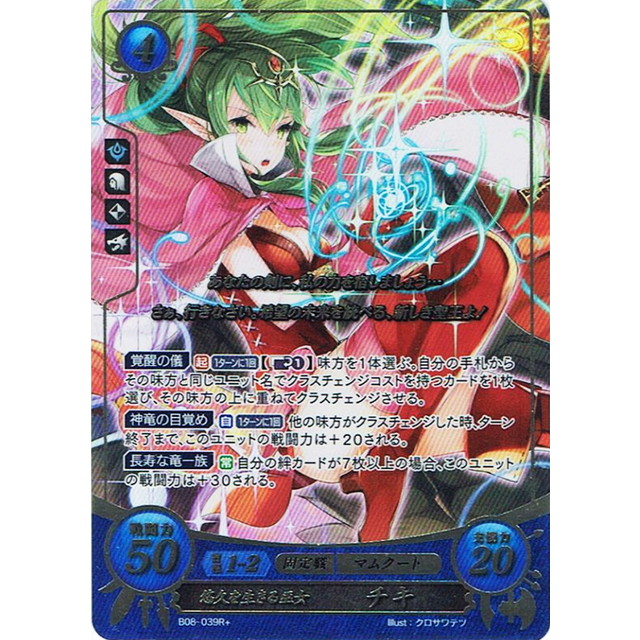 4
あなたの剣に、私の力を宿しましょう…
さぁ、行きなさい。希望の未来を統べる、新しき聖王よ!
覚醒の儀 起 1ターンに1回【 1】味方を1体選ぶ。自分の手札から
その味方と同じユニット名でクラスチェンジコストを持つカードを1枚
選び、その味方の上に重ねてクラスチェンジさせる。
神竜の目覚め 自 1ターンに1回 他の味方がクラスチェンジした時、ターン
終了まで、このユニットの戦闘力は+20される。
長寿な竜一族 常 自分の絆カードが7枚以上の場合、このユニット
の戦闘力は+30される。
戦闘力 50 射程 1-2 固定職 マムクート 支援力 20
悠久を生きる巫女 チキ
B08-039R+ Illust:クロサワテツ